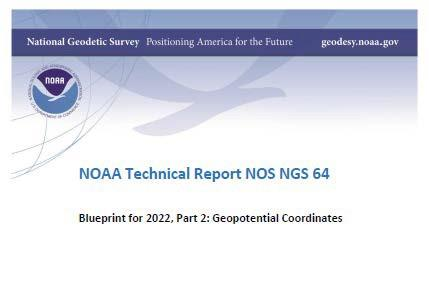 National Geodetic Survey Positioning America for the Future geodesy.noaa.gov
NOAA
NOAA Technical Report NOS NGS 64
Blueprint for 2022, Part 2: Geopotential Coordinates